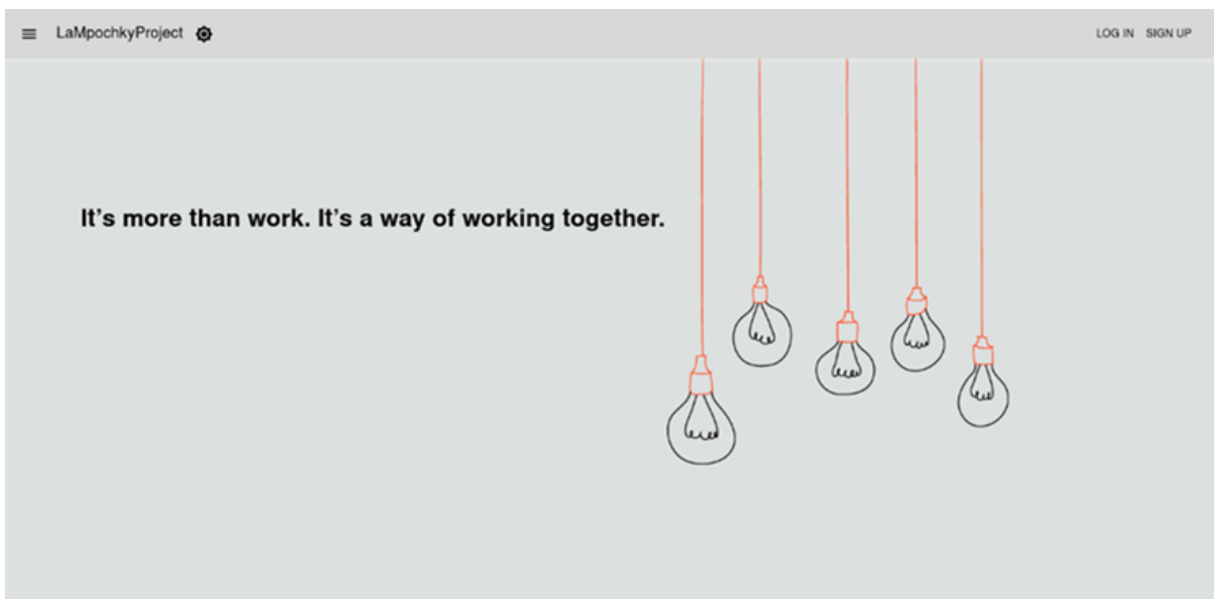 LaMpochkyProject
LOG IN SIGN UP
It's more than work. It's a way of working together.